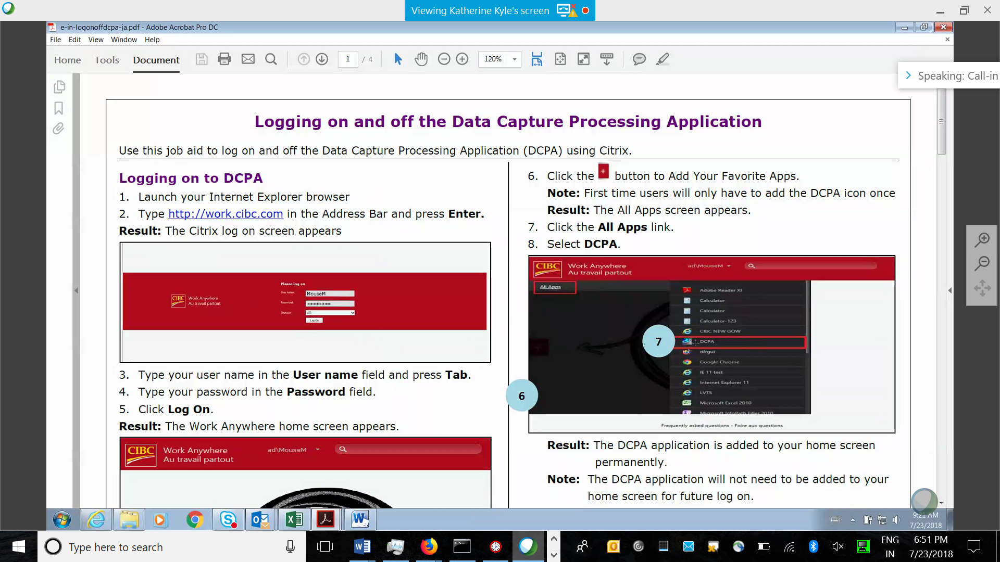 Viewing Katherine Kyle's screen
e-in-logonoffdcpa-ja.pdf - Adobe Acrobat Pro DC
File Edit View Window Help
Home Tools Document 1 / 4 120%
Speaking: Call-in
Logging on and off the Data Capture Processing Application
Use this job aid to log on and off the Data Capture Processing Application (DCPA) using Citrix.
Logging on to DCPA
1. Launch your Internet Explorer browser
2. Type http://work.cibc.com in the Address Bar and press Enter.
Result: The Citrix log on screen appears
Please log on
User name: MouseM
Password: ********
Domain: AD
Log On
CIBC Work Anywhere
Au travail partout
3. Type your user name in the User name field and press Tab.
4. Type your password in the Password field.
5. Click Log On.
Result: The Work Anywhere home screen appears.
CIBC Work Anywhere
Au travail partout
ad\MouseM
6. Click the + button to Add Your Favorite Apps.
Note: First time users will only have to add the DCPA icon once
Result: The All Apps screen appears.
7. Click the All Apps link.
8. Select DCPA.
CIBC Work Anywhere
Au travail partout
ad\MouseM
All Apps
Adobe Reader XI
Calculator
Calculator
Calculator-123
CIBC NEW GOW
7
DCPA
dfrgui
Google Chrome
IE 11 test
Internet Explorer 11
LVTS
6
Microsoft Excel 2010
Microsoft InfoPath Filler 2010
Frequently asked questions - Foire aux questions
Result: The DCPA application is added to your home screen
permanently.
Note: The DCPA application will not need to be added to your
home screen for future log on.
9:21 AM
7/23/2018
Type here to search
ENG
IN
6:51 PM
7/23/2018